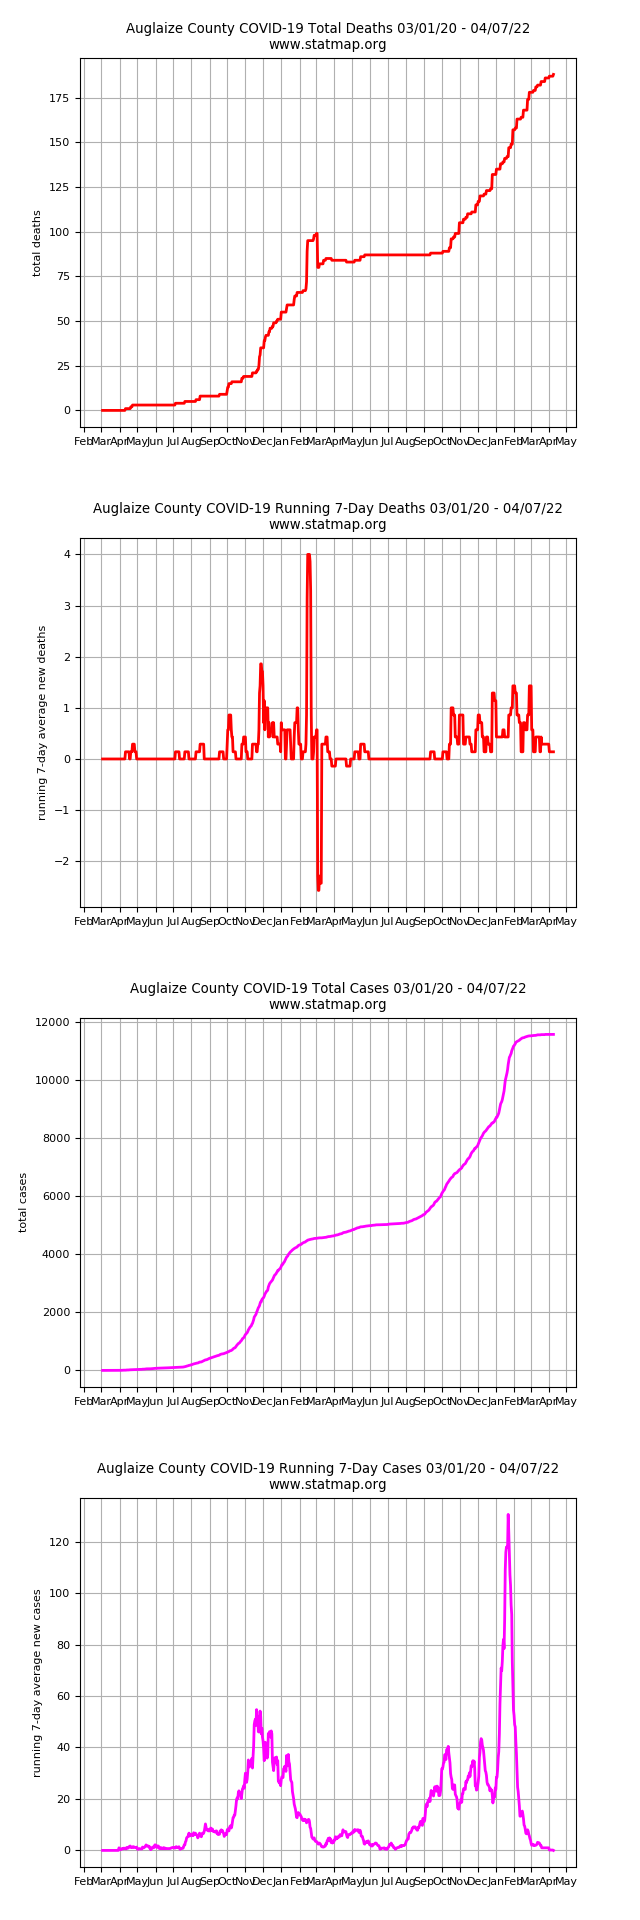 Auglaize County COVID-19 Total Deaths 03/01/20 - 04/07/22
www.statmap.org
175
150
125
100
75
50
25
0
total deaths
Feb Mar Apr May Jun Jul Aug Sep Oct Nov Dec Jan Feb Mar Apr May Jun Jul Aug Sep Oct Nov Dec Jan Feb Mar Apr May
Auglaize County COVID-19 Running 7-Day Deaths 03/01/20 - 04/07/22
www.statmap.org
4
3
2
1
0
−1
−2
running 7-day average new deaths
Feb Mar Apr May Jun Jul Aug Sep Oct Nov Dec Jan Feb Mar Apr May Jun Jul Aug Sep Oct Nov Dec Jan Feb Mar Apr May
Auglaize County COVID-19 Total Cases 03/01/20 - 04/07/22
www.statmap.org
12000
10000
8000
6000
4000
2000
0
total cases
Feb Mar Apr May Jun Jul Aug Sep Oct Nov Dec Jan Feb Mar Apr May Jun Jul Aug Sep Oct Nov Dec Jan Feb Mar Apr May
Auglaize County COVID-19 Running 7-Day Cases 03/01/20 - 04/07/22
www.statmap.org
120
100
80
60
40
20
0
running 7-day average new cases
Feb Mar Apr May Jun Jul Aug Sep Oct Nov Dec Jan Feb Mar Apr May Jun Jul Aug Sep Oct Nov Dec Jan Feb Mar Apr May